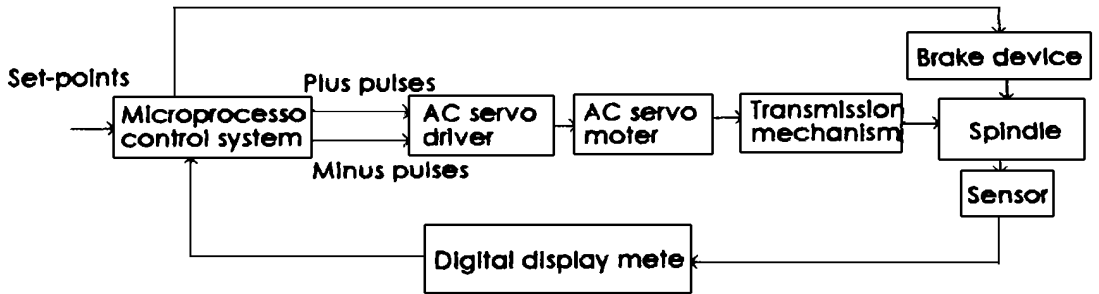 Brake device
Set-points
Plus pulses
Microprocesso
control system
AC servo
driver
AC servo
moter
Transmission
mechanism
Spindle
Minus pulses
Sensor
Digital display mete